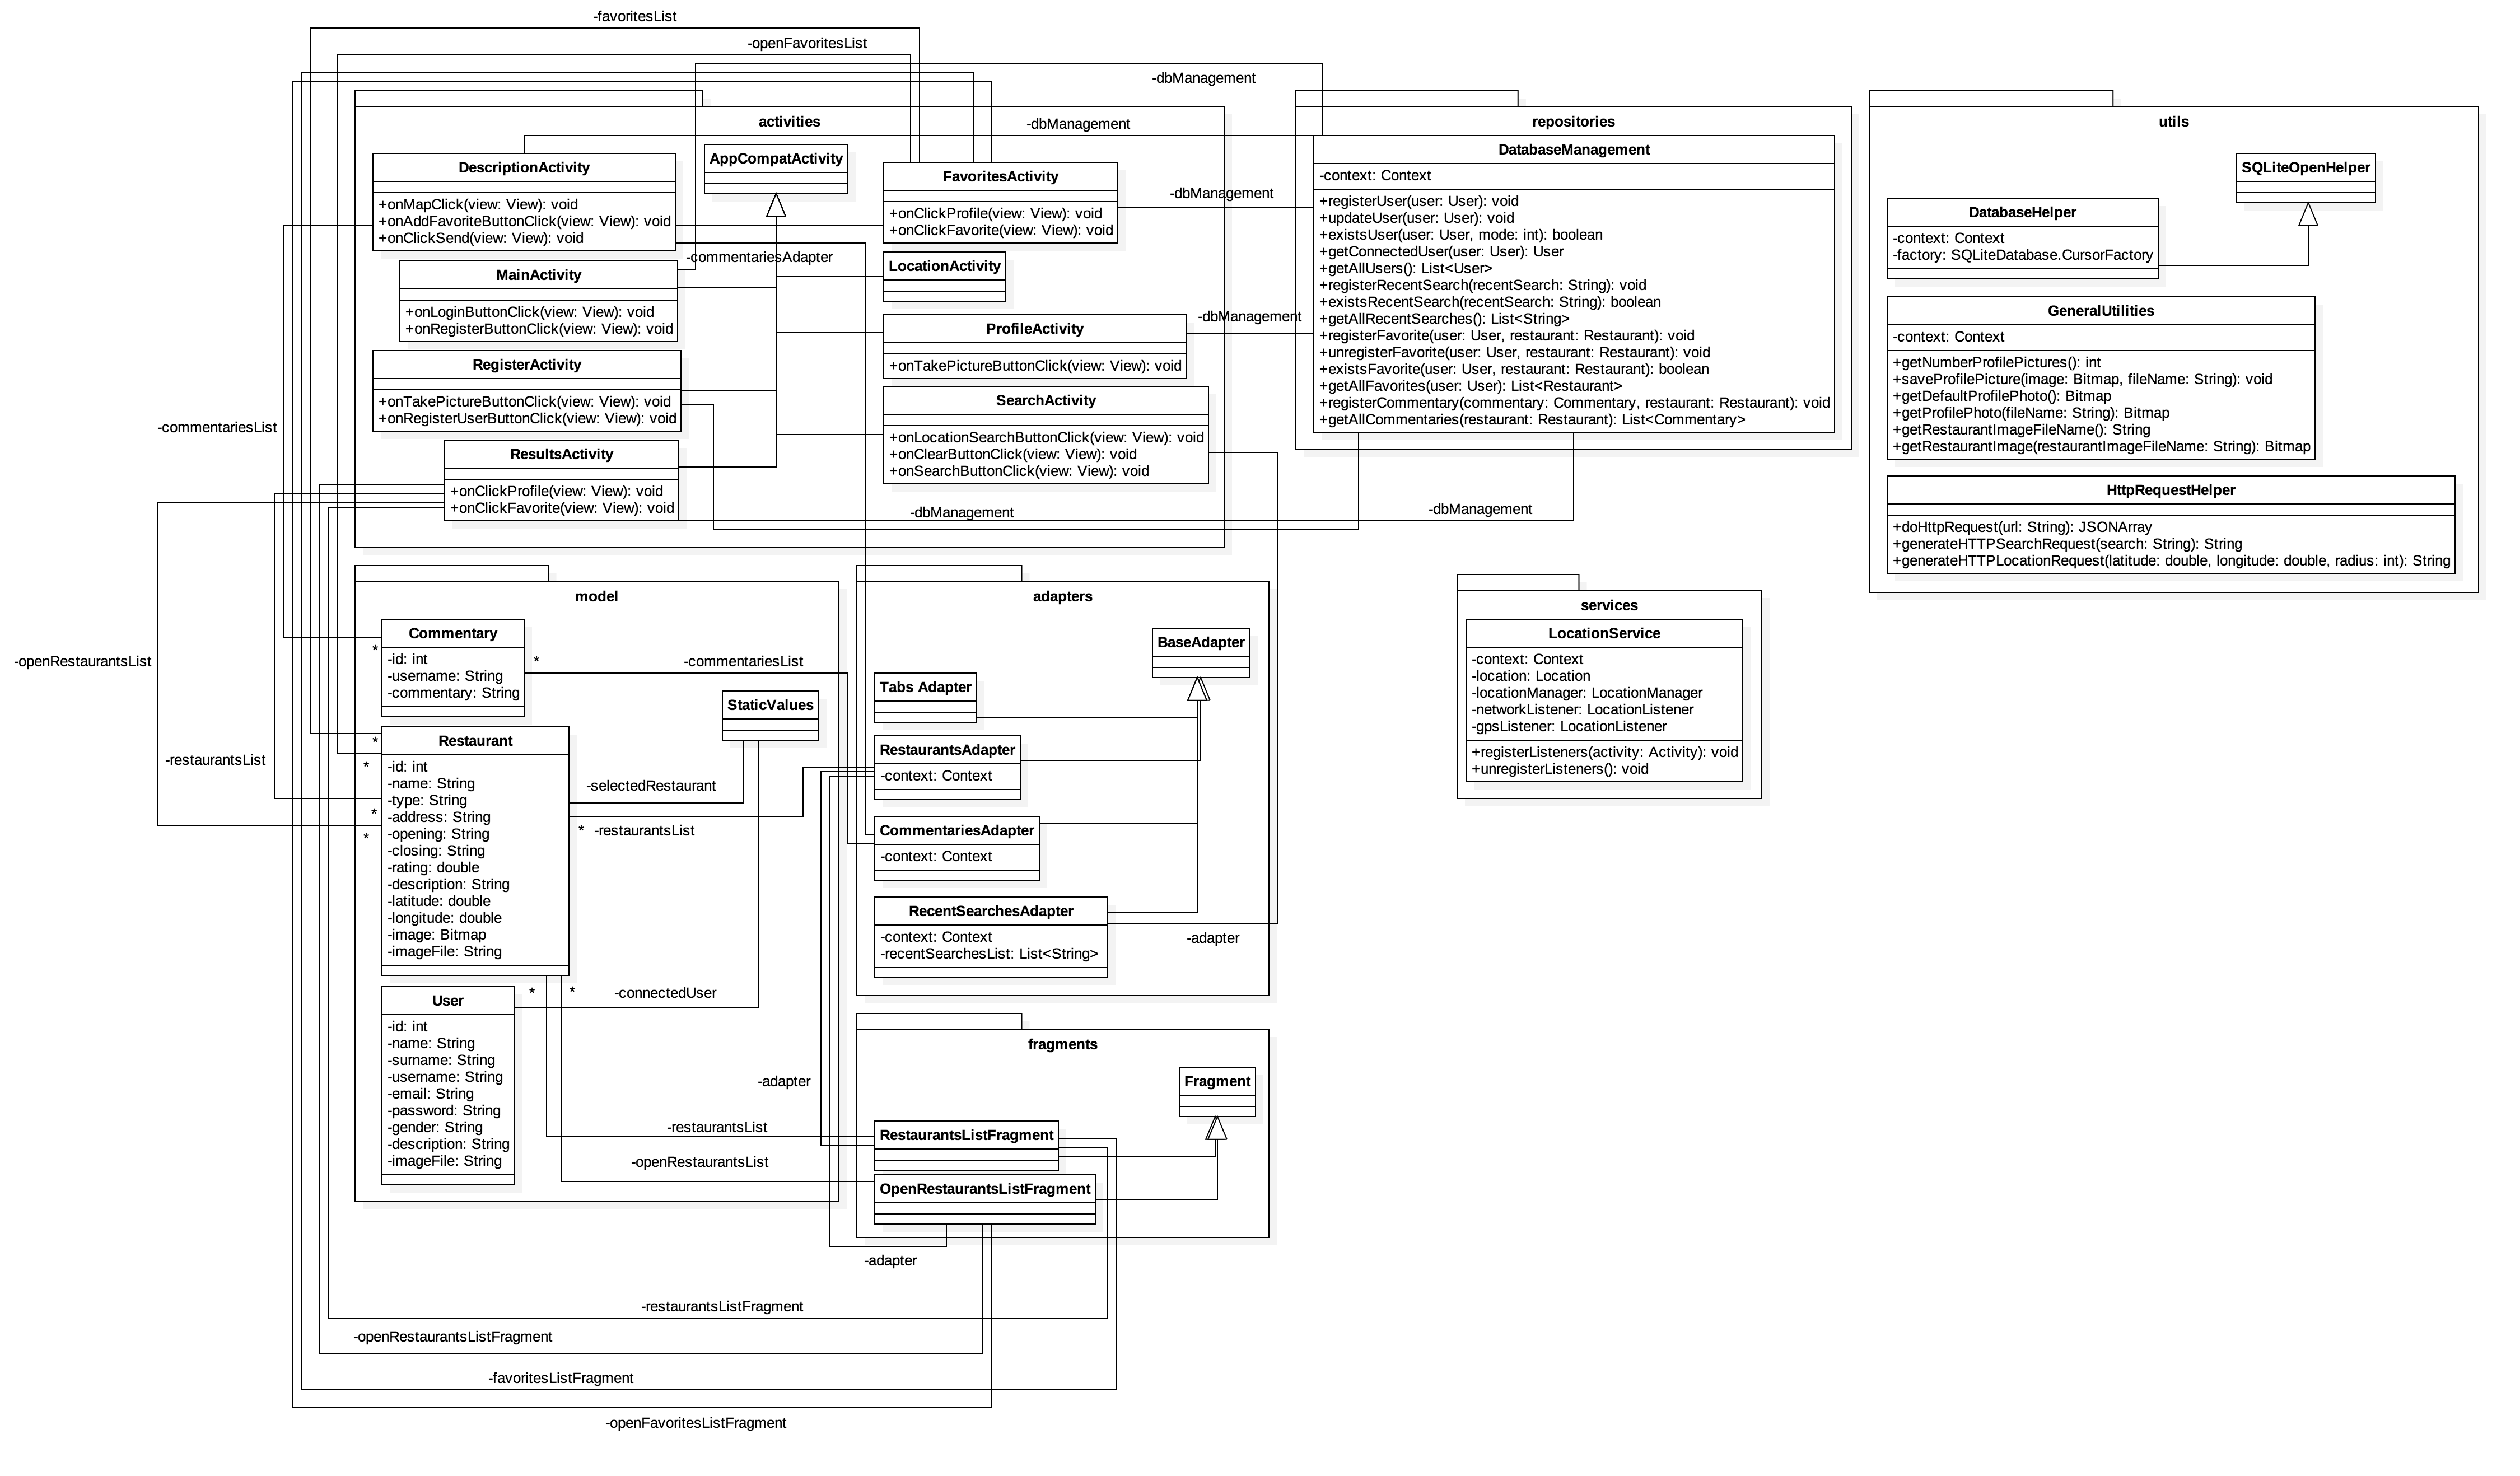 -favoritesList
-openFavoritesList
-dbManagement
activities
-dbManagement
DescriptionActivity
+onMapClick(view: View): void
+onAddFavoriteButtonClick(view: View): void
+onClickSend(view: View): void
AppCompatActivity
FavoritesActivity
+onClickProfile(view: View): void
+onClickFavorite(view: View): void
-dbManagement
-commentariesAdapter
MainActivity
+onLoginButtonClick(view: View): void
+onRegisterButtonClick(view: View): void
LocationActivity
ProfileActivity
+onTakePictureButtonClick(view: View): void
-dbManagement
RegisterActivity
+onTakePictureButtonClick(view: View): void
+onRegisterUserButtonClick(view: View): void
SearchActivity
+onLocationSearchButtonClick(view: View): void
+onClearButtonClick(view: View): void
+onSearchButtonClick(view: View): void
ResultsActivity
+onClickProfile(view: View): void
+onClickFavorite(view: View): void
-dbManagement
-dbManagement
repositories
DatabaseManagement
-context: Context
+registerUser(user: User): void
+updateUser(user: User): void
+existsUser(user: User, mode: int): boolean
+getConnectedUser(user: User): User
+getAllUsers(): List<User>
+registerRecentSearch(recentSearch: String): void
+existsRecentSearch(recentSearch: String): boolean
+getAllRecentSearches(): List<String>
+registerFavorite(user: User, restaurant: Restaurant): void
+unregisterFavorite(user: User, restaurant: Restaurant): void
+existsFavorite(user: User, restaurant: Restaurant): boolean
+getAllFavorites(user: User): List<Restaurant>
+registerCommentary(commentary: Commentary, restaurant: Restaurant): void
+getAllCommentaries(restaurant: Restaurant): List<Commentary>
utils
SQLiteOpenHelper
DatabaseHelper
-context: Context
-factory: SQLiteDatabase.CursorFactory
GeneralUtilities
-context: Context
+getNumberProfilePictures(): int
+saveProfilePicture(image: Bitmap, fileName: String): void
+getDefaultProfilePhoto(): Bitmap
+getProfilePhoto(fileName: String): Bitmap
+getRestaurantImageFileName(): String
+getRestaurantImage(restaurantImageFileName: String): Bitmap
HttpRequestHelper
+doHttpRequest(url: String): JSONArray
+generateHTTPSearchRequest(search: String): String
+generateHTTPLocationRequest(latitude: double, longitude: double, radius: int): String
-commentariesList
-openRestaurantsList
-restaurantsList
model
Commentary
-id: int
-username: String
-commentary: String
*
*
-commentariesList
StaticValues
Restaurant
-id: int
-name: String
-type: String
-address: String
-opening: String
-closing: String
-rating: double
-description: String
-latitude: double
-longitude: double
-image: Bitmap
-imageFile: String
*
*
*
*
-selectedRestaurant
* -restaurantsList
*
*
-connectedUser
User
-id: int
-name: String
-surname: String
-username: String
-email: String
-password: String
-gender: String
-description: String
-imageFile: String
adapters
BaseAdapter
Tabs Adapter
RestaurantsAdapter
-context: Context
CommentariesAdapter
-context: Context
RecentSearchesAdapter
-context: Context
-recentSearchesList: List<String>
-adapter
services
LocationService
-context: Context
-location: Location
-locationManager: LocationManager
-networkListener: LocationListener
-gpsListener: LocationListener
+registerListeners(activity: Activity): void
+unregisterListeners(): void
fragments
Fragment
-adapter
-restaurantsList
RestaurantsListFragment
-openRestaurantsList
OpenRestaurantsListFragment
-adapter
-restaurantsListFragment
-openRestaurantsListFragment
-favoritesListFragment
-openFavoritesListFragment